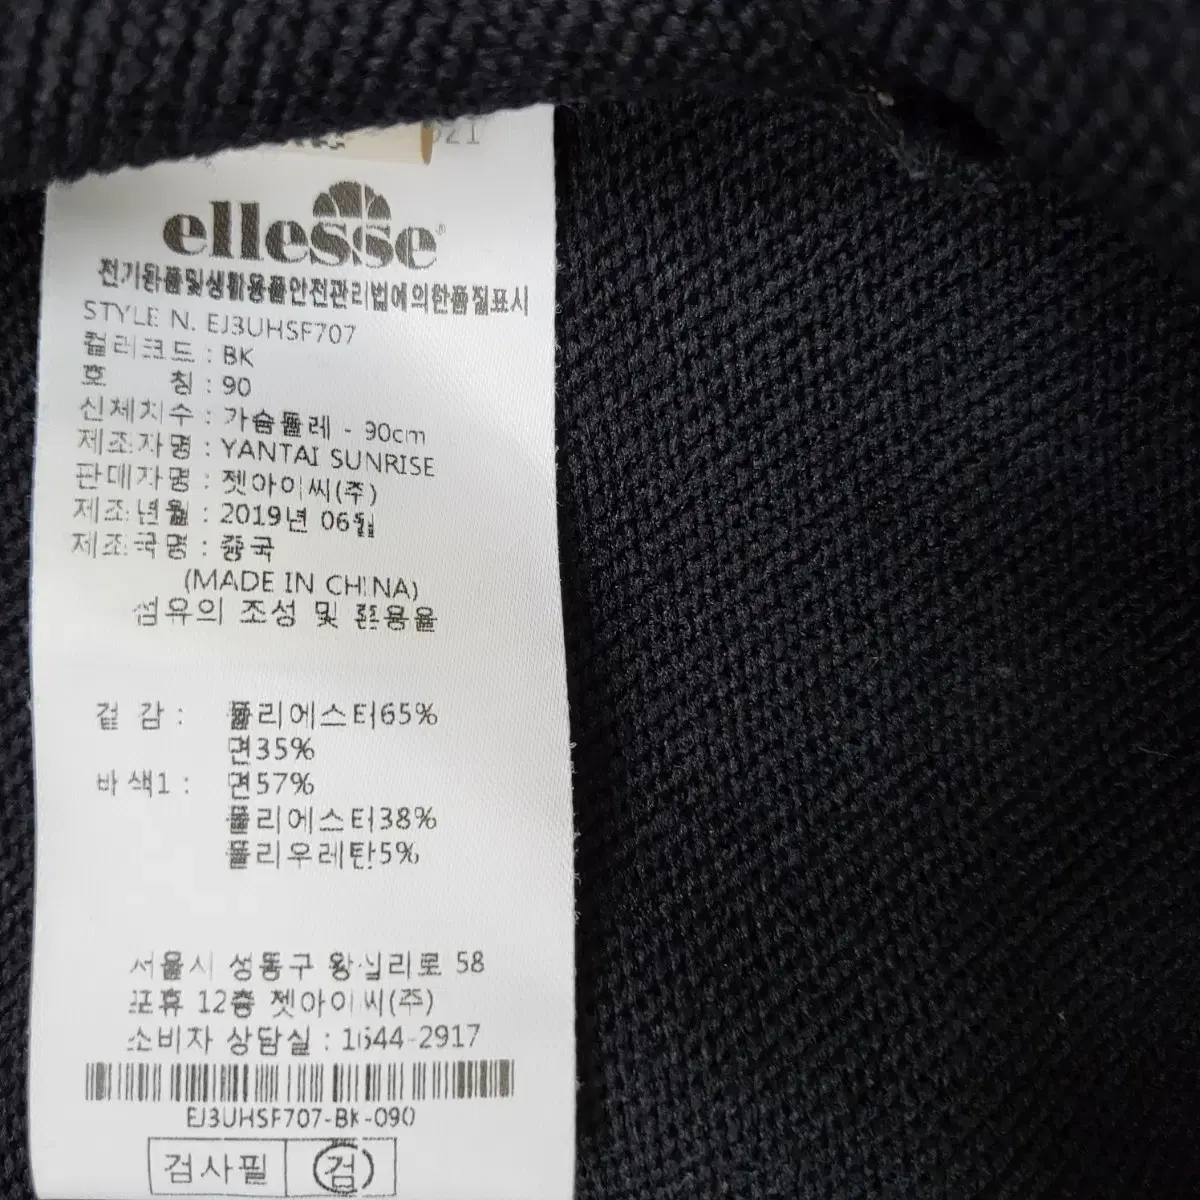 521
ellesse
전기용품및생활용품안전관리법에의한품질표시
STYLE N. EJ3UHSF707
컬러코드 : BK
호 칭 : 90
신체치수 : 가슴둘레 - 90cm
제조자명 : YANTAI SUNRISE
판매자명 : 젯아이씨(주)
제조년월 : 2019년 06월
제조국명 : 중국
(MADE IN CHINA)
섬유의 조성 및 혼용율
겉 감 : 폴리에스터65%
면35%
배색1 : 면57%
폴리에스터38%
폴리우레탄5%
서울시 성동구 왕십리로 58
포휴 12층 젯아이씨(주)
소비자 상담실 : 1644-2917
EJ3UHSF707-BK-090
검사필 검